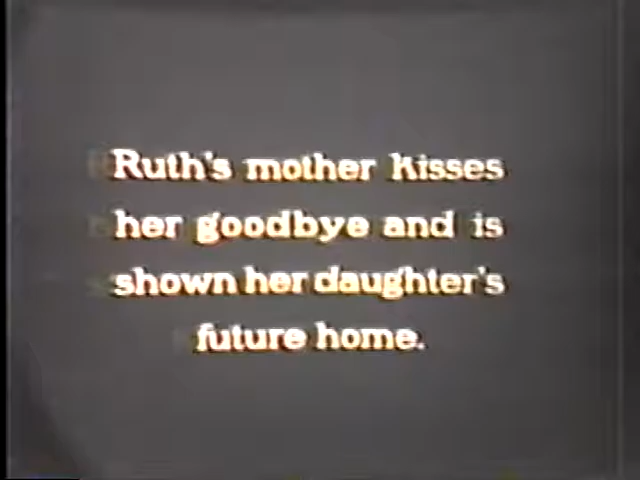 Ruth's mother kisses
her goodbye and is
shown her daughter's
future home.